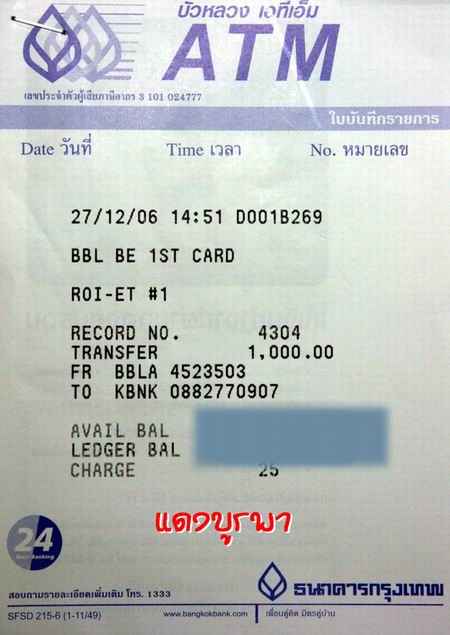 บัวหลวง เอทีเอ็ม
ATM
เลขประจำตัวผู้เสียภาษีอากร 3 101 024777
ใบบันทึกรายการ
Date วันที่ Time เวลา No. หมายเลข
27/12/06 14:51 D001B269
BBL BE 1ST CARD
ROI-ET #1
RECORD NO. 4304
TRANSFER 1,000.00
FR BBLA 4523503
TO KBNK 0882770907
AVAIL BAL
LEDGER BAL
CHARGE 25
แดงบูรพา
24
สอบถามรายละเอียดเพิ่มเติม โทร. 1333
ธนาคารกรุงเทพ
SFSD 215-6 (1-11/49) www.bangkokbank.com เพื่อนคู่คิด มิตรคู่บ้าน